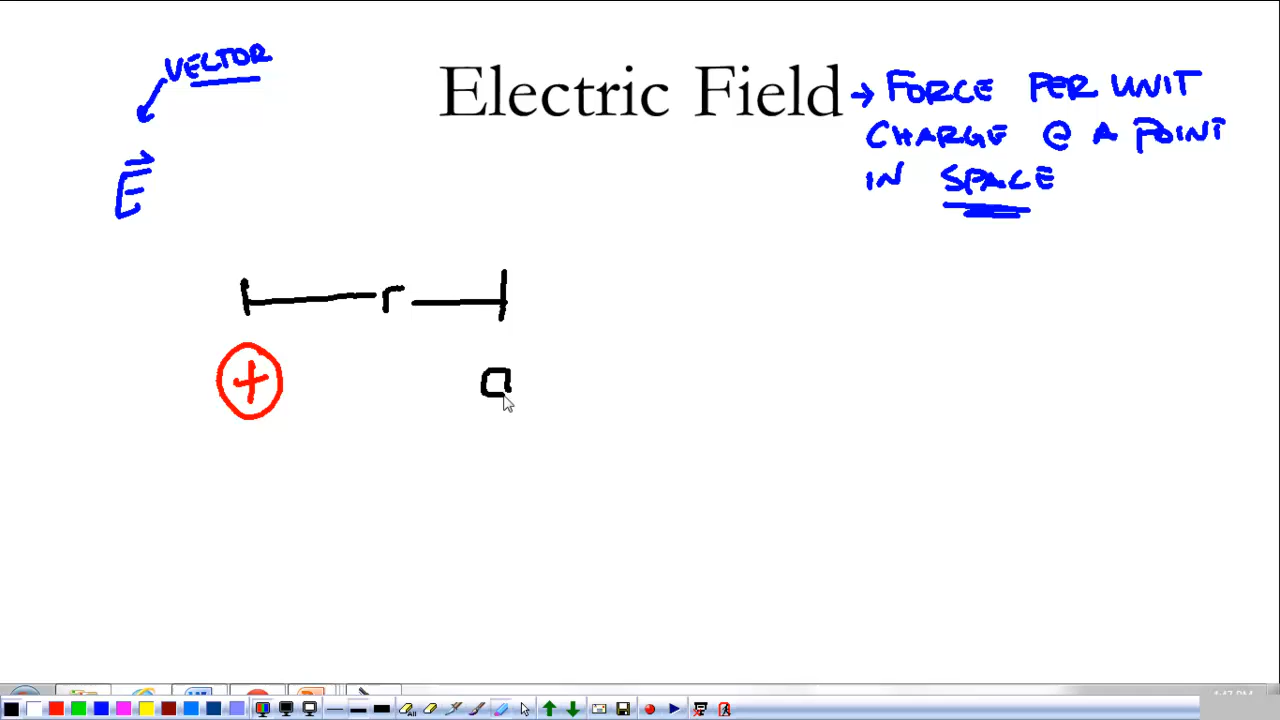 VECTOR
Electric Field → FORCE PER UNIT
CHARGE @ A POINT
IN SPACE
E
r
+
a